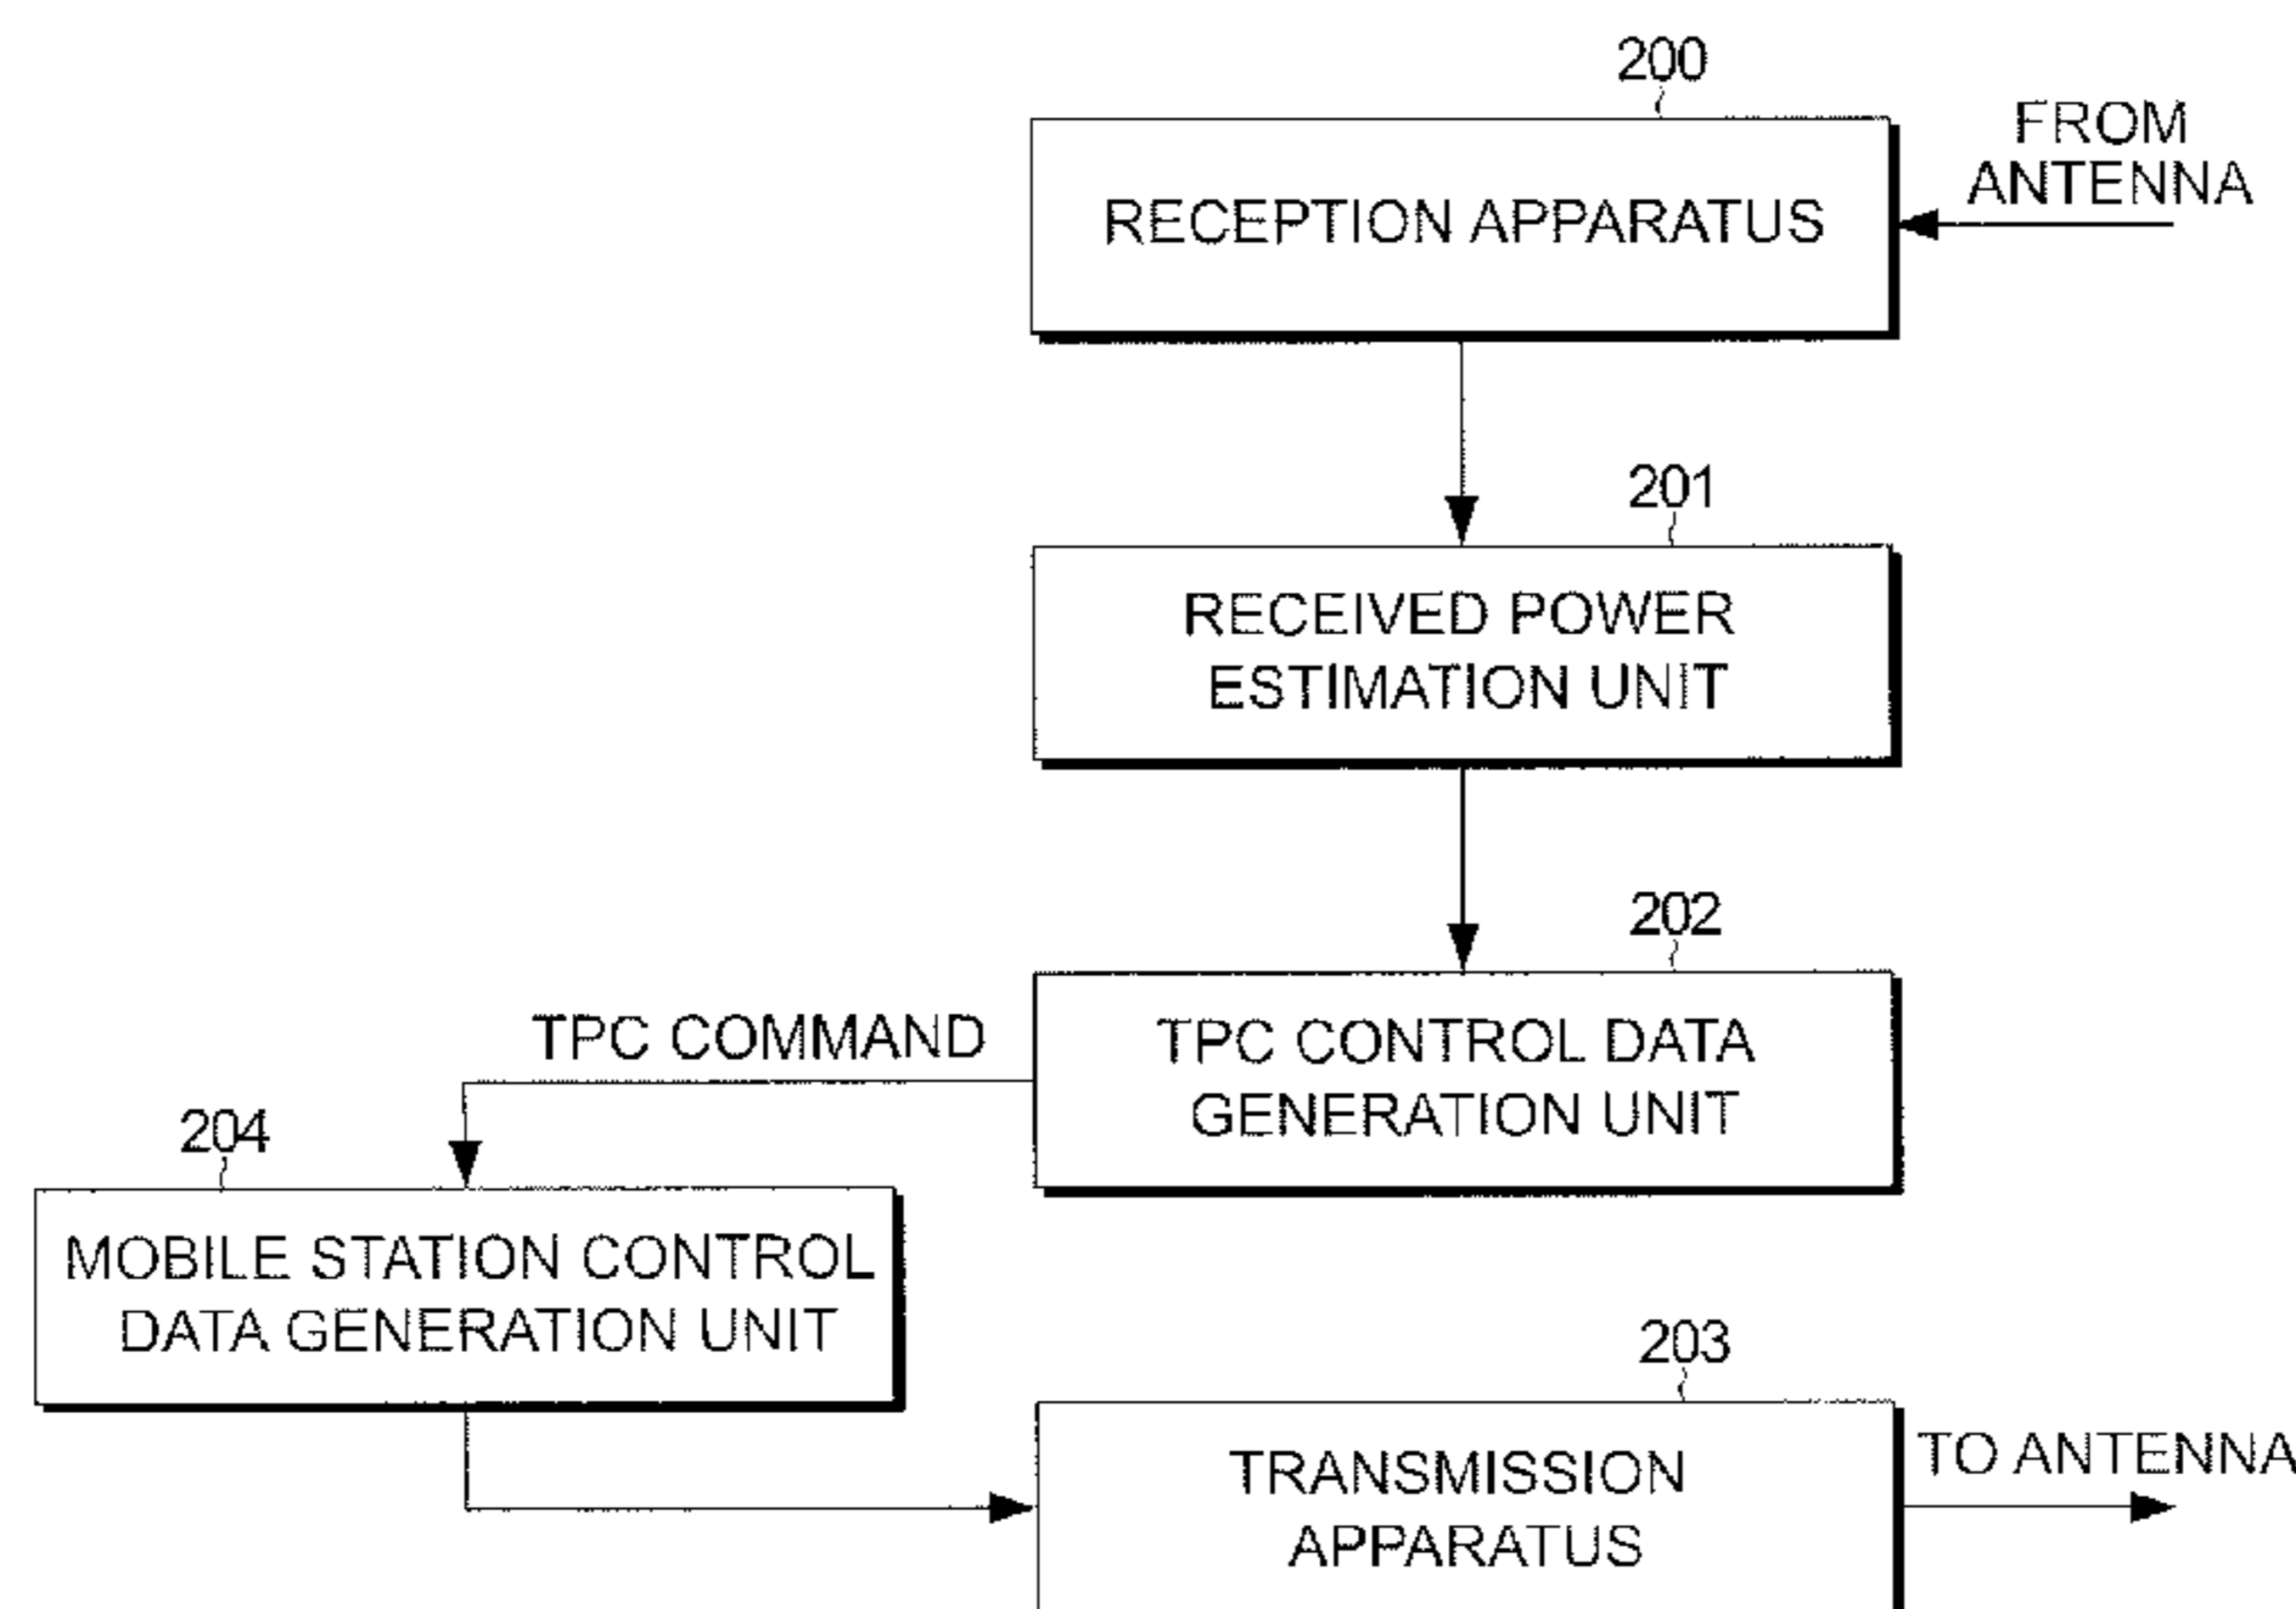 200
FROM
ANTENNA
RECEPTION APPARATUS
201
RECEIVED POWER
ESTIMATION UNIT
202
TPC COMMAND
TPC CONTROL DATA
GENERATION UNIT
204
MOBILE STATION CONTROL
DATA GENERATION UNIT
203
TRANSMISSION
APPARATUS
TO ANTENNA